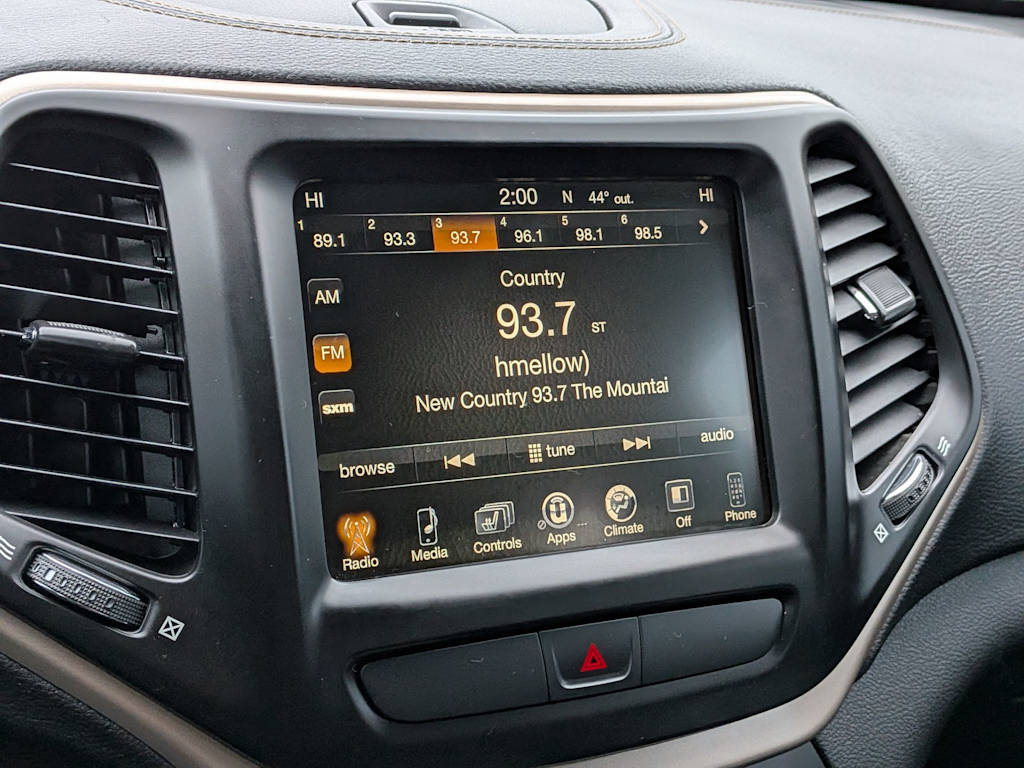 HI 2:00 N 44° out. HI
1 89.1 2 93.3 3 93.7 4 96.1 5 98.1 6 98.5
AM
FM
sxm
Country
93.7 ST
hmellow)
New Country 93.7 The Mountai
browse tune audio
Radio Media Controls Apps Climate Off Phone